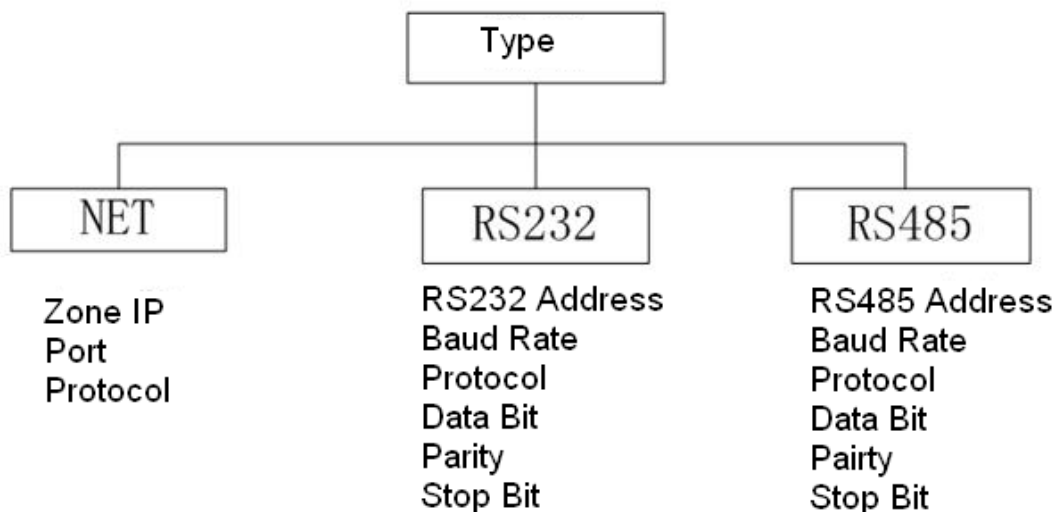 Type
NET
RS232
RS485
Zone IP
Port
Protocol
RS232 Address
Baud Rate
Protocol
Data Bit
Parity
Stop Bit
RS485 Address
Baud Rate
Protocol
Data Bit
Pairty
Stop Bit